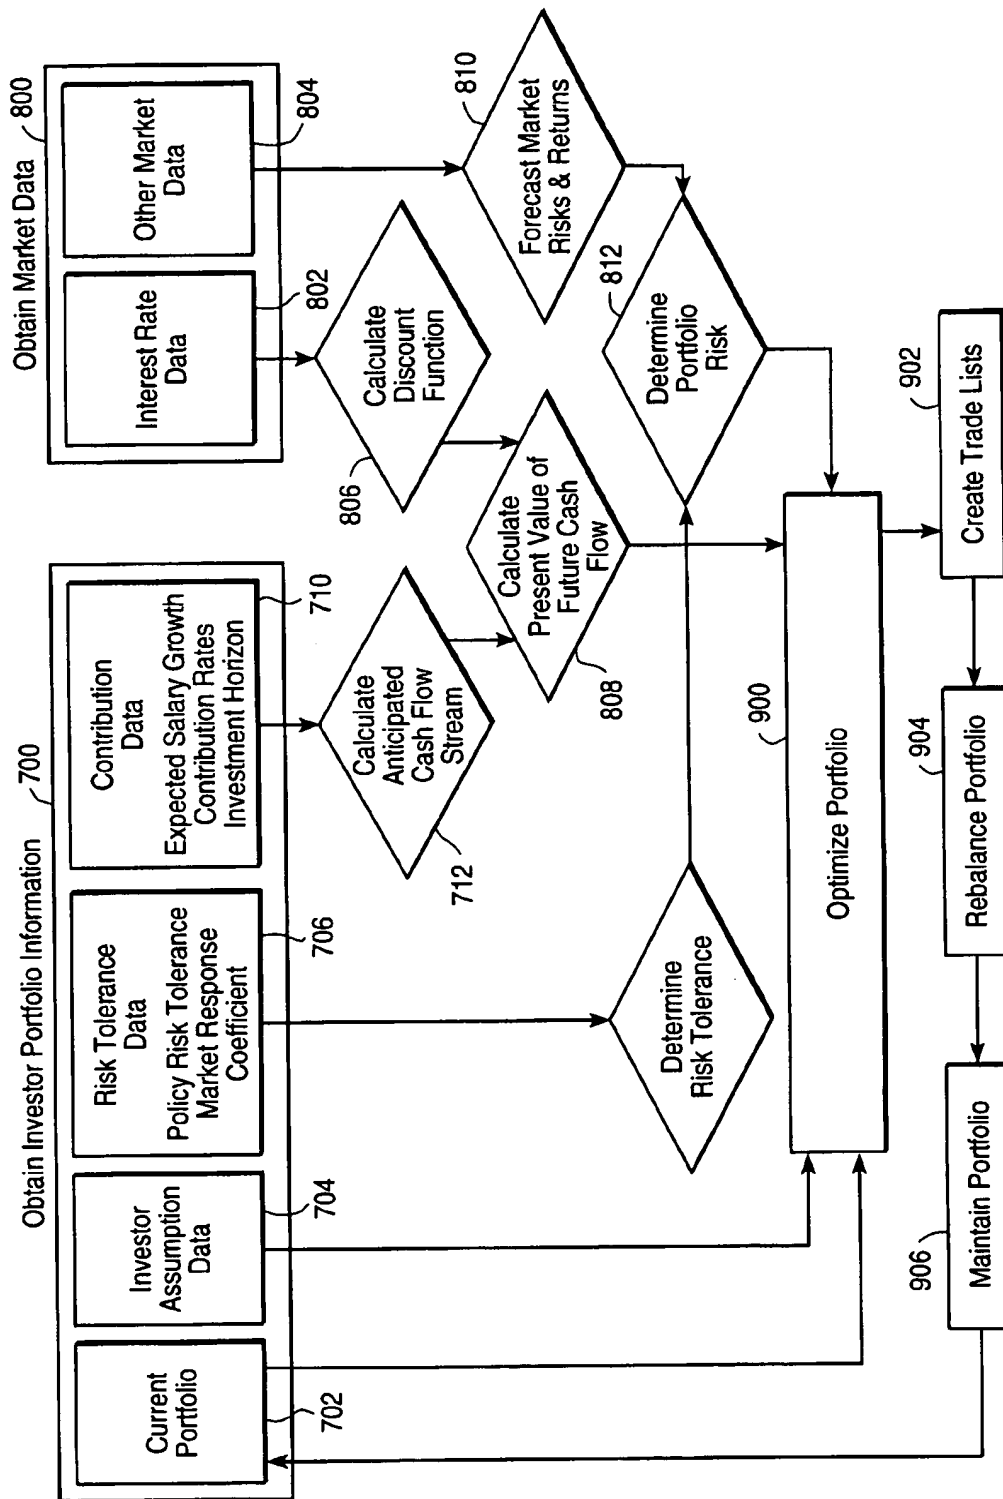 Obtain Investor Portfolio Information
700
Current
Portfolio
702
Investor
Assumption
Data
704
Risk Tolerance
Data
Policy Risk Tolerance
Market Response
Coefficient
706
Contribution
Data
Expected Salary Growth
Contribution Rates
Investment Horizon
710
Obtain Market Data
800
Interest Rate
Data
802
Other Market
Data
804
Calculate
Anticipated
Cash Flow
Stream
712
Calculate
Discount
Function
806
Calculate
Present Value of
Future Cash
Flow
808
Forecast Market
Risks & Returns
810
Determine
Risk Tolerance
Determine
Portfolio
Risk
812
Optimize Portfolio
900
Maintain Portfolio
906
Rebalance Portfolio
904
Create Trade Lists
902